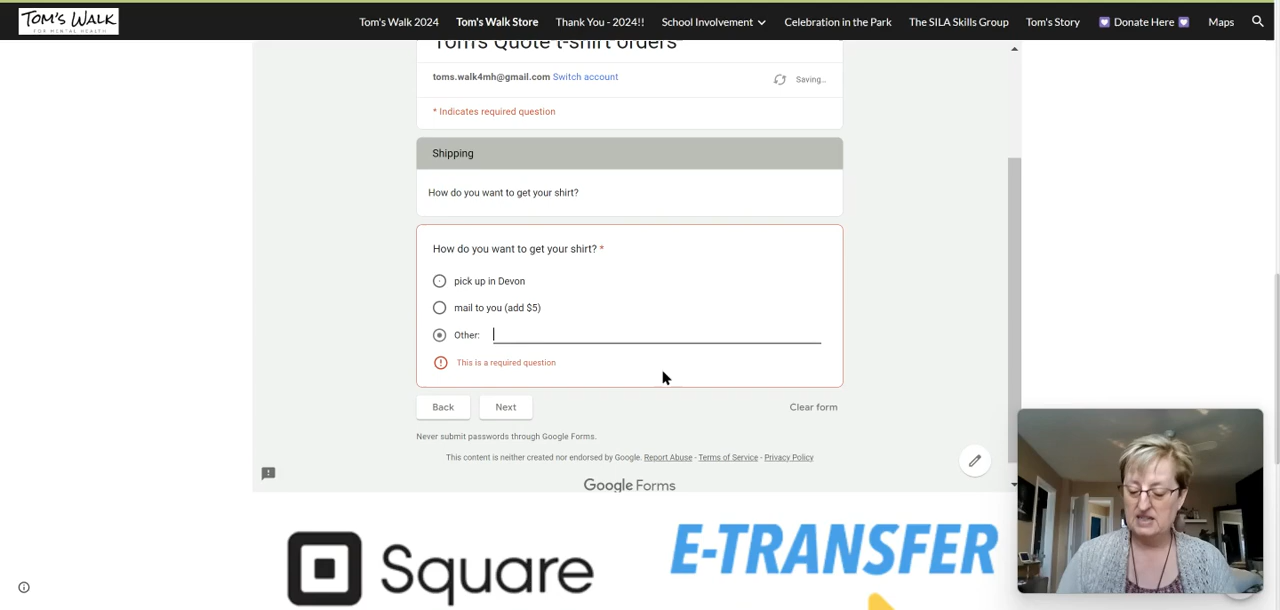 TOM'S WALK
FOR MENTAL HEALTH
Tom's Walk 2024 Tom's Walk Store Thank You - 2024!! School Involvement Celebration in the Park The SILA Skills Group Tom's Story Donate Here Maps
Tom's Quote t-shirt orders
toms.walk4mh@gmail.com Switch account
Saving...
* Indicates required question
Shipping
How do you want to get your shirt?
How do you want to get your shirt? *
pick up in Devon
mail to you (add $5)
Other:
This is a required question
Back Next Clear form
Never submit passwords through Google Forms.
This content is neither created nor endorsed by Google. Report Abuse - Terms of Service - Privacy Policy
Google Forms
Square
E-TRANSFER